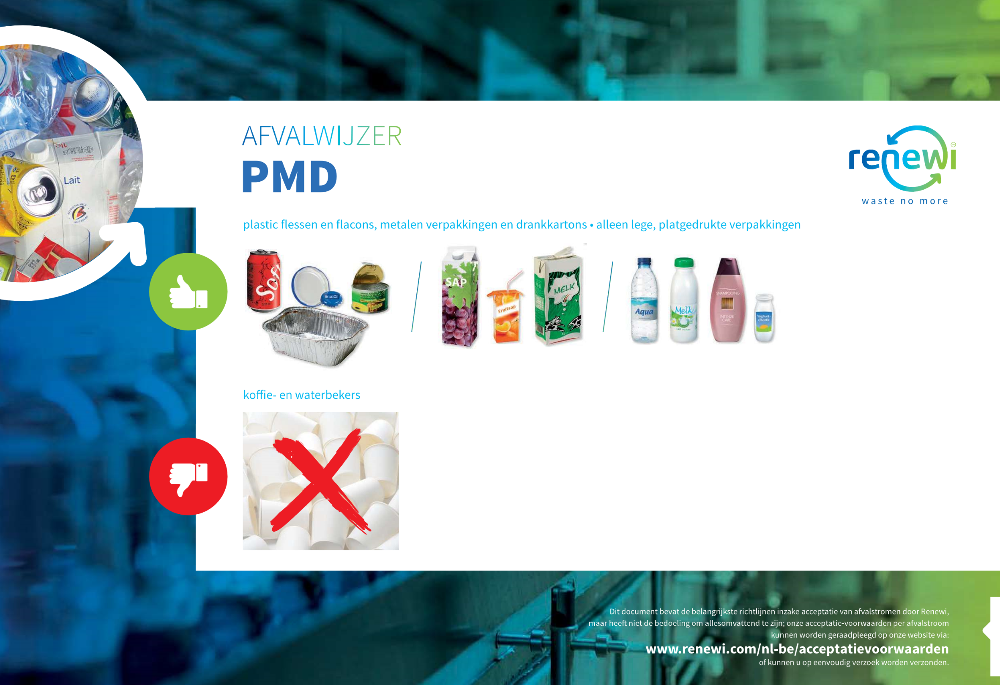 Lait
AFVALWIJZER
PMD
renewi
waste no more
plastic flessen en flacons, metalen verpakkingen en drankkartons • alleen lege, platgedrukte verpakkingen
Soft
SAP
Fruitsap
MELK
Aqua
Melk
SHAMPOOING
INTENSE
CARE
Yoghurt-
drank
koffie- en waterbekers
Dit document bevat de belangrijkste richtlijnen inzake acceptatie van afvalstromen door Renewi,
maar heeft niet de bedoeling om allesomvattend te zijn; onze acceptatie-voorwaarden per afvalstroom
kunnen worden geraadpleegd op onze website via:
www.renewi.com/nl-be/acceptatievoorwaarden
of kunnen u op eenvoudig verzoek worden verzonden.